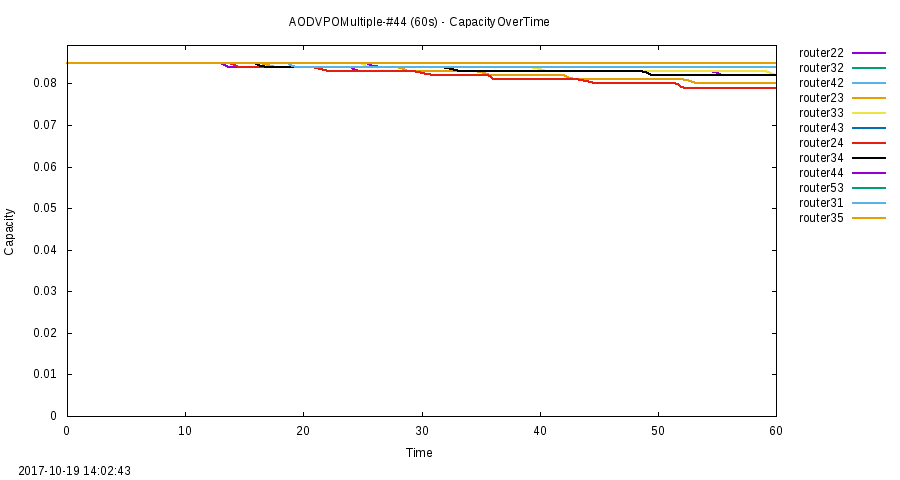 AODVPOMultiple-#44 (60s) - CapacityOverTime
router22
router32
router42
router23
router33
router43
router24
router34
router44
router53
router31
router35
0.08
0.07
0.06
0.05
0.04
0.03
0.02
0.01
0
Capacity
0 10 20 30 40 50 60
Time
2017-10-19 14:02:43